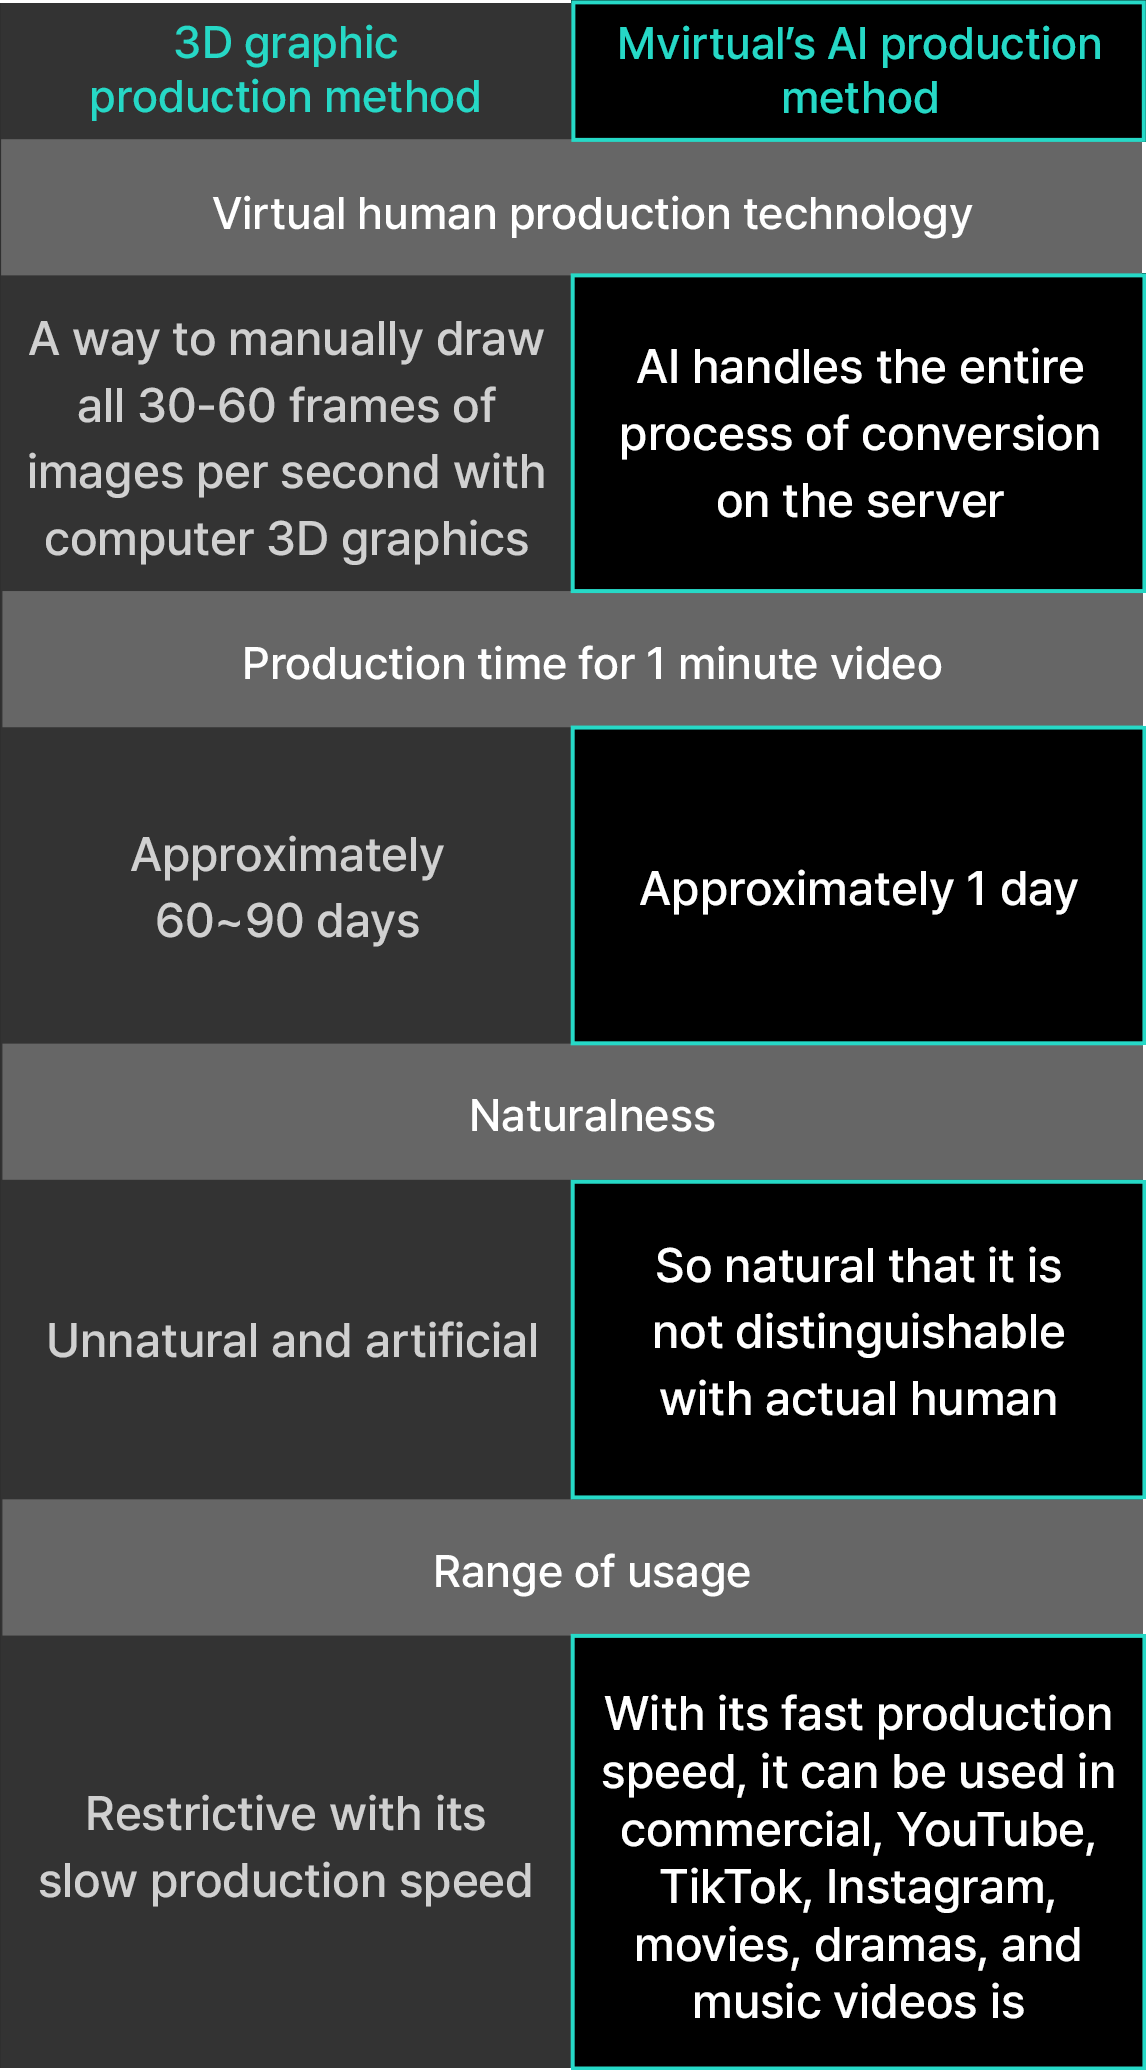 3D graphic
production method
Mvirtual’s AI production
method
Virtual human production technology
A way to manually draw
all 30-60 frames of
images per second with
computer 3D graphics
AI handles the entire
process of conversion
on the server
Production time for 1 minute video
Approximately
60~90 days
Approximately 1 day
Naturalness
Unnatural and artificial
So natural that it is
not distinguishable
with actual human
Range of usage
Restrictive with its
slow production speed
With its fast production
speed, it can be used in
commercial, YouTube,
TikTok, Instagram,
movies, dramas, and
music videos is